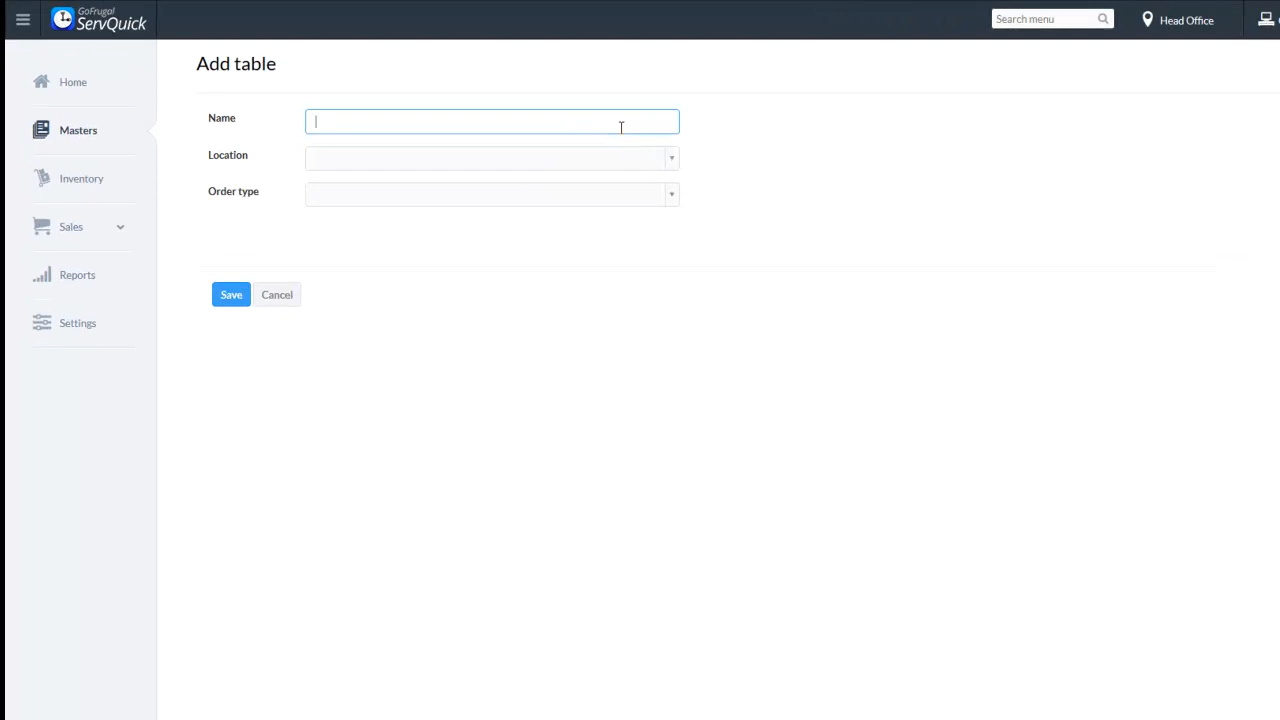 GoFrugal
ServQuick
Search menu
Head Office
Add table
Home
Masters
Inventory
Sales
Reports
Settings
Name
Location
Order type
Save
Cancel